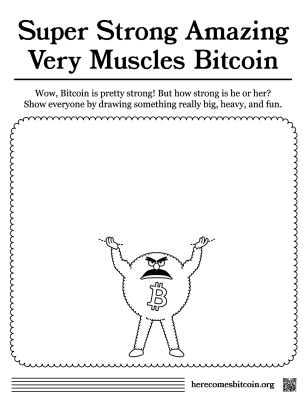 Super Strong Amazing
Very Muscles Bitcoin
Wow, Bitcoin is pretty strong! But how strong is he or her?
Show everyone by drawing something really big, heavy, and fun.
₿
herecomesbitcoin.org